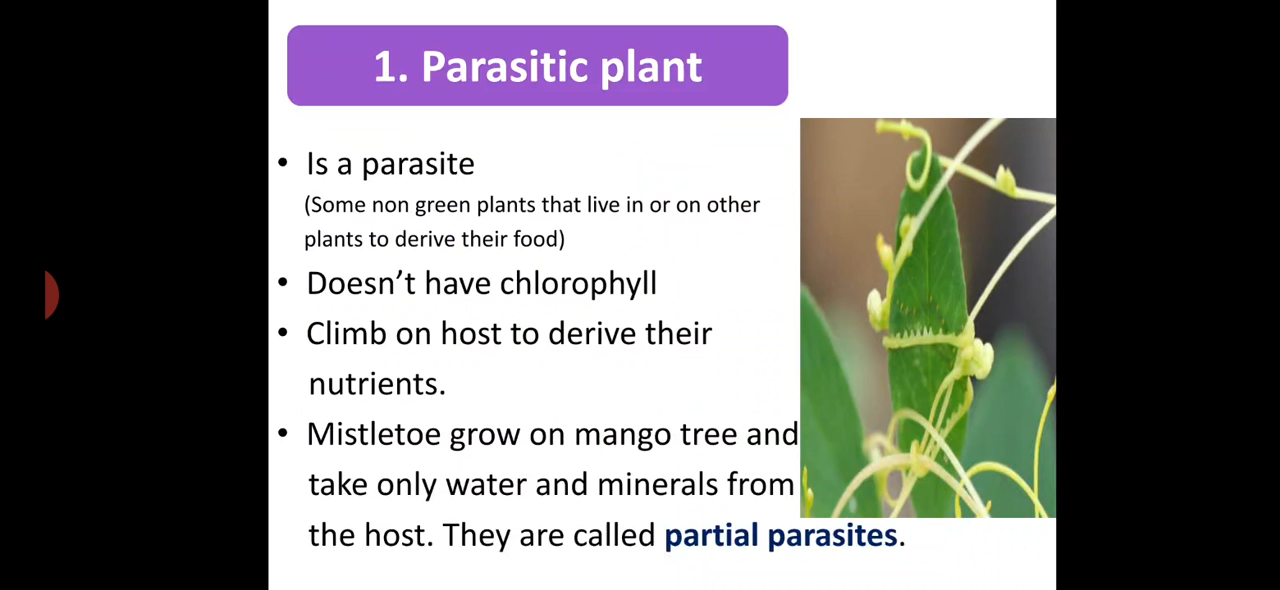 1. Parasitic plant
• Is a parasite
(Some non green plants that live in or on other
plants to derive their food)
• Doesn’t have chlorophyll
• Climb on host to derive their
nutrients.
• Mistletoe grow on mango tree and
take only water and minerals from
the host. They are called partial parasites.